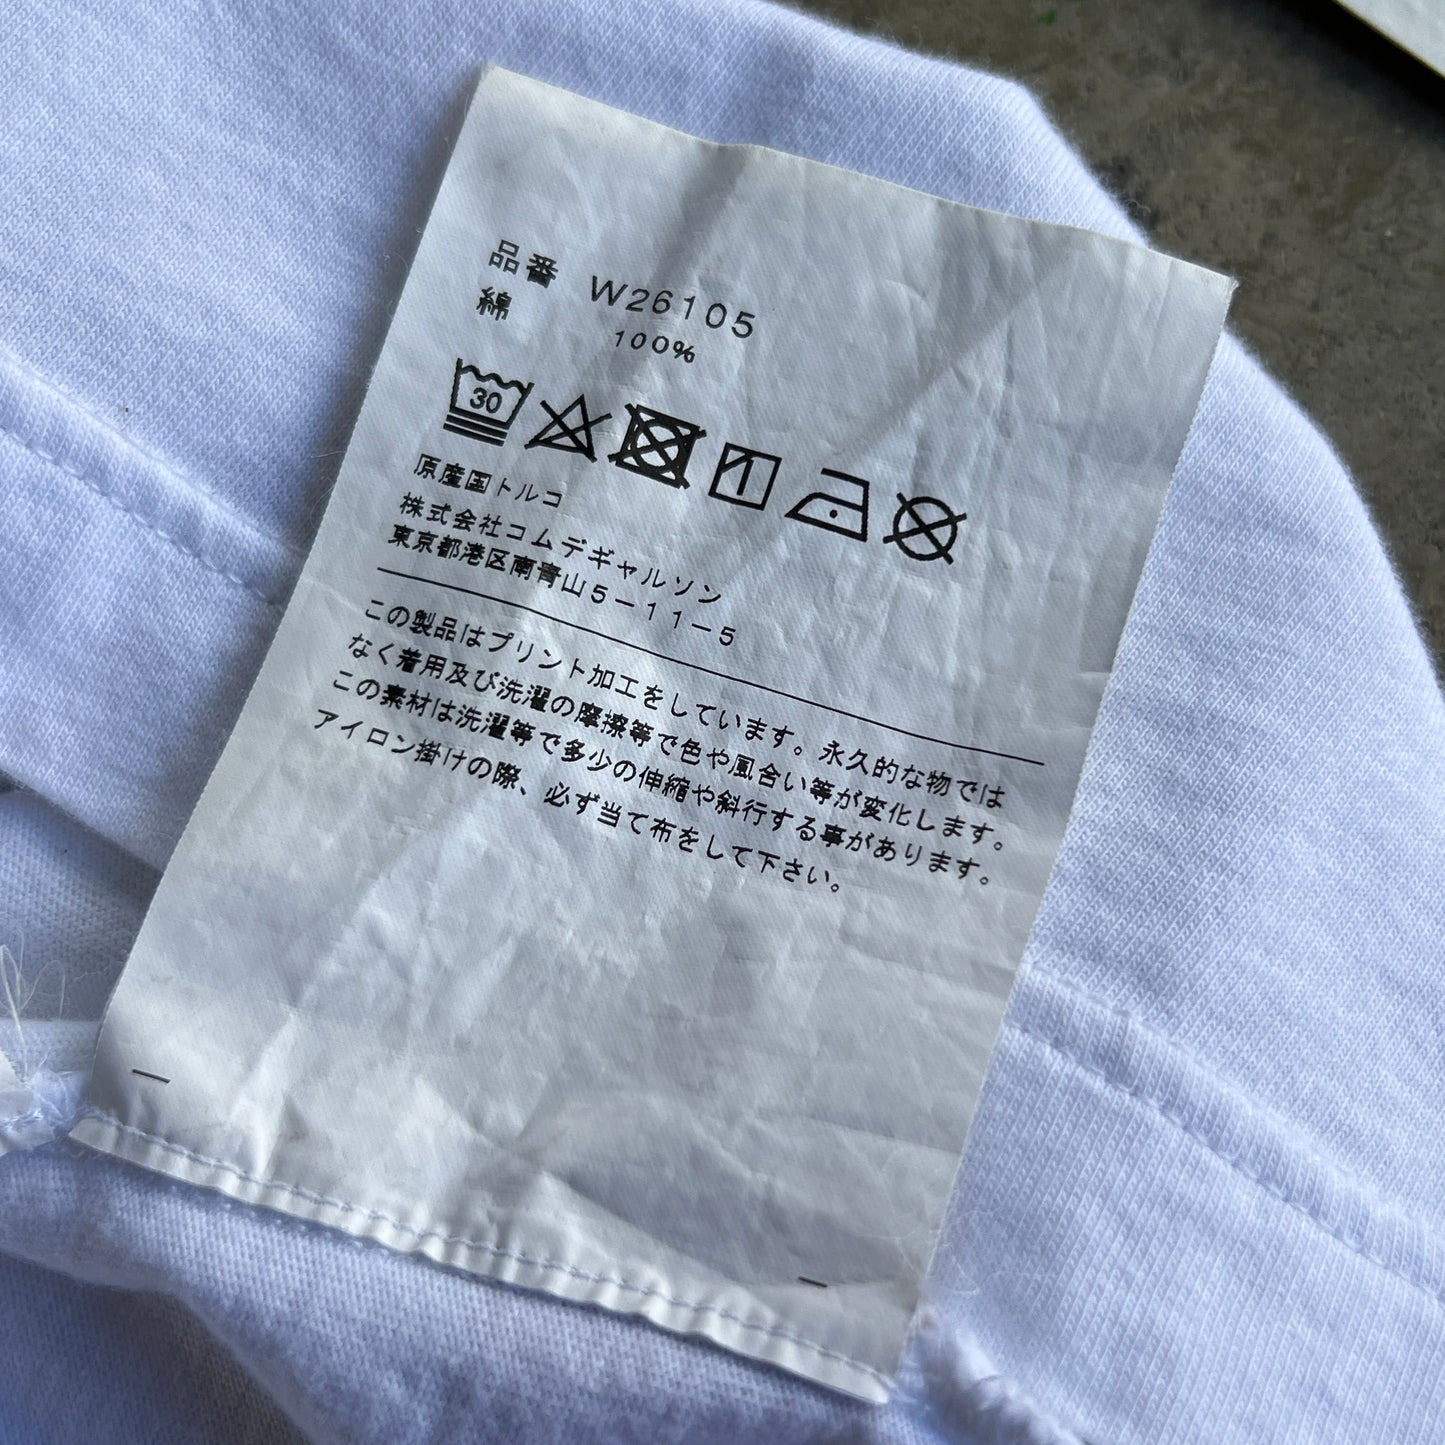 品番 W26105
綿 100%
30
原産国トルコ
株式会社コムデギャルソン
東京都港区南青山5－11－5
この製品はプリント加工をしています。永久的な物では
なく着用及び洗濯の摩擦等で色や風合い等が変化します。
この素材は洗濯等で多少の伸縮や斜行する事があります。
アイロン掛けの際、必ず当て布をして下さい。